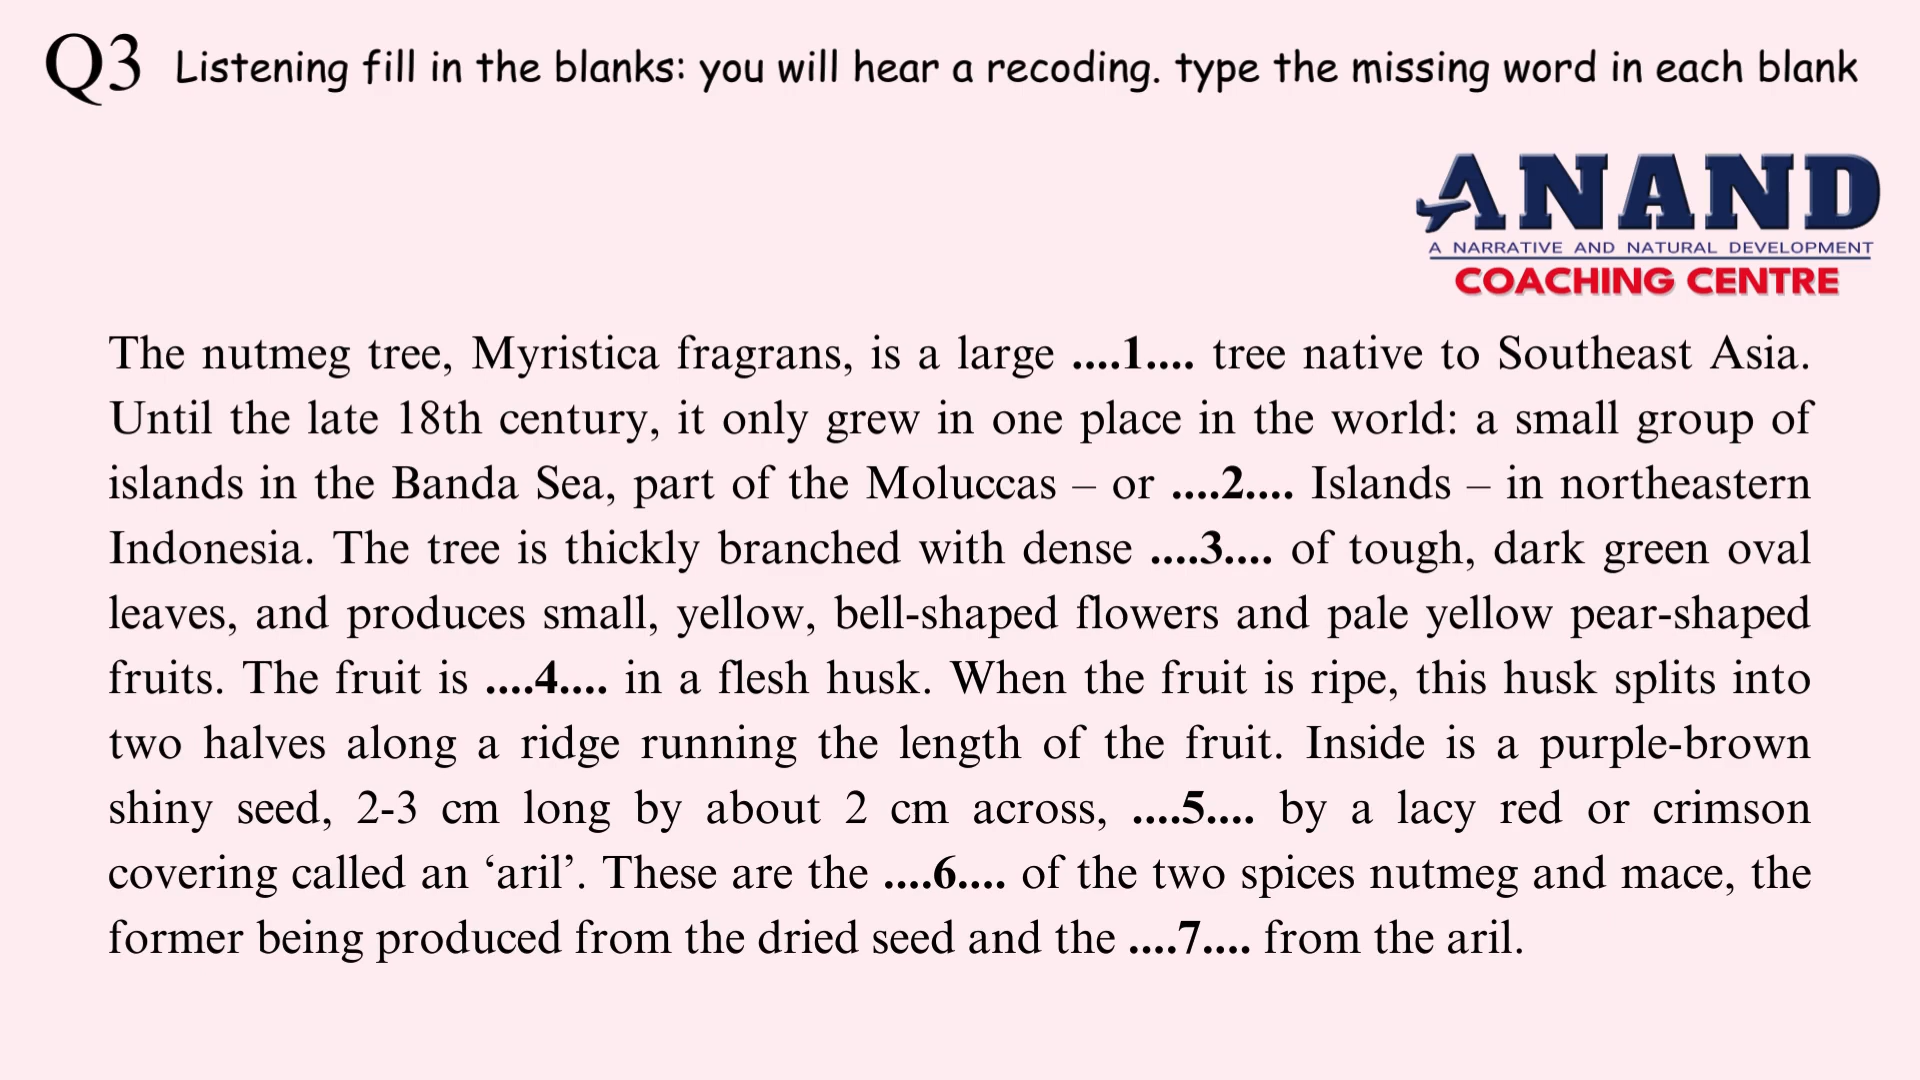 Q3 Listening fill in the blanks: you will hear a recoding. type the missing word in each blank
ANAND
A NARRATIVE AND NATURAL DEVELOPMENT
COACHING CENTRE
The nutmeg tree, Myristica fragrans, is a large ....1.... tree native to Southeast Asia.
Until the late 18th century, it only grew in one place in the world: a small group of
islands in the Banda Sea, part of the Moluccas – or ....2.... Islands – in northeastern
Indonesia. The tree is thickly branched with dense ....3.... of tough, dark green oval
leaves, and produces small, yellow, bell-shaped flowers and pale yellow pear-shaped
fruits. The fruit is ....4.... in a flesh husk. When the fruit is ripe, this husk splits into
two halves along a ridge running the length of the fruit. Inside is a purple-brown
shiny seed, 2-3 cm long by about 2 cm across, ....5.... by a lacy red or crimson
covering called an ‘aril’. These are the ....6.... of the two spices nutmeg and mace, the
former being produced from the dried seed and the ....7.... from the aril.